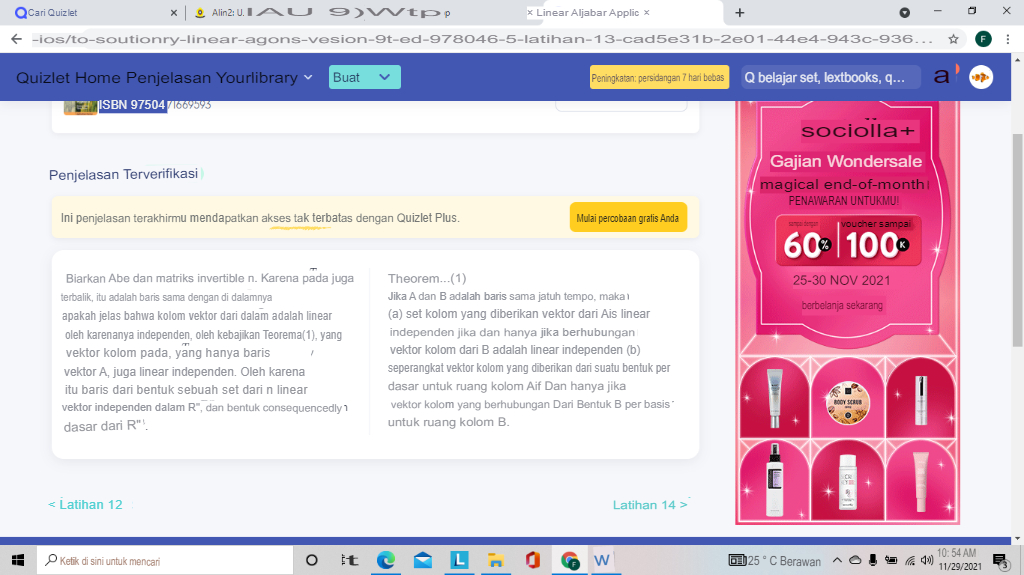 Cari Quizlet
Alin2: U.
Linear Aljabar Applic
-ios/to-soutionry-linear-agons-vesion-9t-ed-978046-5-latihan-13-cad5e31b-2e01-44e4-943c-936...
F
Quizlet Home Penjelasan Yourlibrary
Buat
Peningkatan: persidangan 7 hari bebas
Q belajar set, lextbooks, q...
a
ISBN 97504/1669593
Penjelasan Terverifikasi
Ini penjelasan terakhirmu mendapatkan akses tak terbatas dengan Quizlet Plus.
Mulai percobaan gratis Anda
Biarkan Abe dan matriks invertible n. Karena pada juga
terbalik, itu adalah baris sama dengan di dalamnya
apakah jelas bahwa kolom vektor dari dalam adalah linear
oleh karenanya independen, oleh kebajikan Teorema(1), yang
vektor kolom pada, yang hanya baris
vektor A, juga linear independen. Oleh karena
itu baris dari bentuk sebuah set dari n linear
vektor independen dalam R", dan bentuk consequencedly
dasar dari R".
Theorem...(1)
Jika A dan B adalah baris sama jatuh tempo, maka
(a) set kolom yang diberikan vektor dari Ais linear
independen jika dan hanya jika berhubungan
vektor kolom dari B adalah linear independen (b)
seperangkat vektor kolom yang diberikan dari suatu bentuk per
dasar untuk ruang kolom Aif Dan hanya jika
vektor kolom yang berhubungan Dari Bentuk B per basis
untuk ruang kolom B.
< Latihan 12
Latihan 14 >
sociolla+
Gajian Wondersale
magical end-of-month
PENAWARAN UNTUKMU!
voucher sampai
60% 100K
25-30 NOV 2021
berbelanja sekarang
BODY SCRUB
Ketik di sini untuk mencari
25 ° C Berawan
10: 54 AM
11/29/2021
3